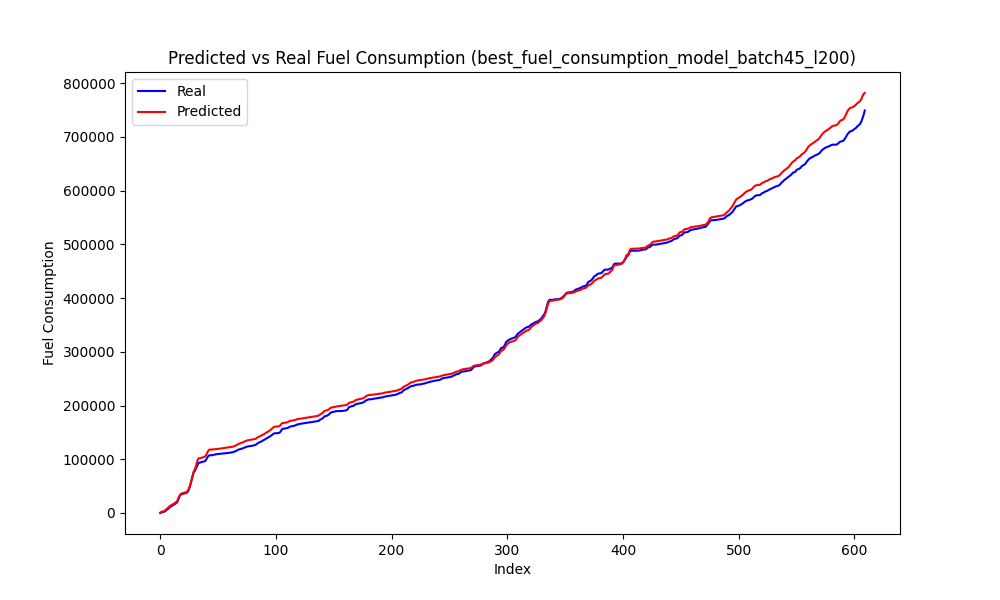 Predicted vs Real Fuel Consumption (best_fuel_consumption_model_batch45_l200)
Real
Predicted
800000
700000
600000
500000
400000
300000
200000
100000
0
Fuel Consumption
0 100 200 300 400 500 600
Index